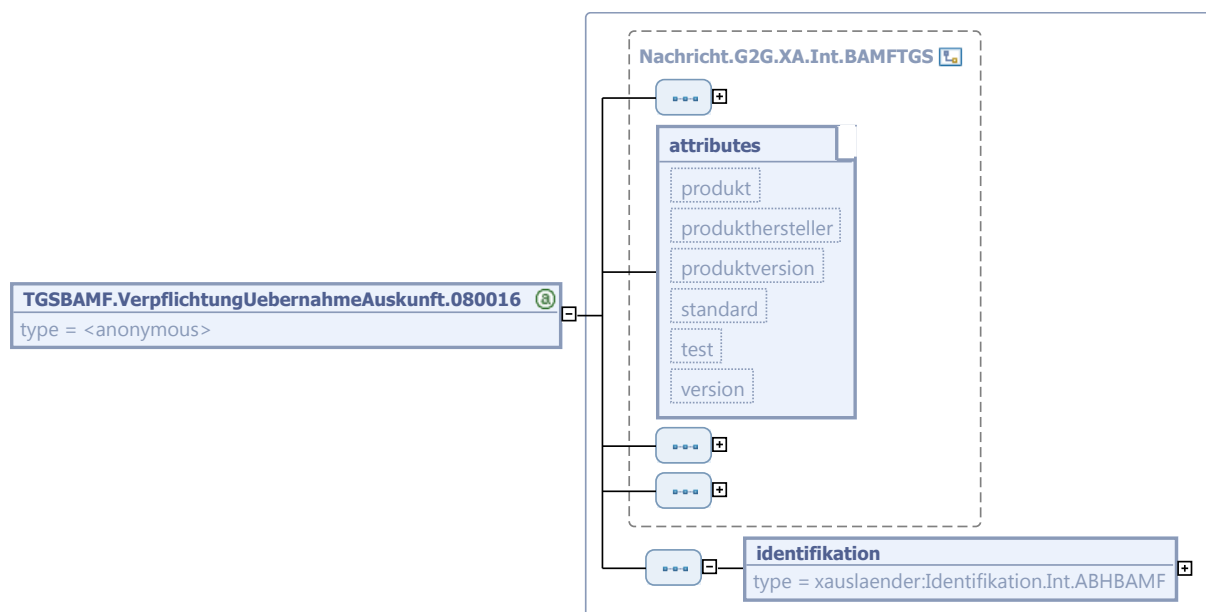 Nachricht.G2G.XA.Int.BAMFTGS
attributes
produkt
produkthersteller
produktversion
standard
test
version
TGSBAMF.VerpflichtungUebernahmeAuskunft.080016 @
type = <anonymous>
identifikation
type = xauslaender:Identifikation.Int.ABHBAMF